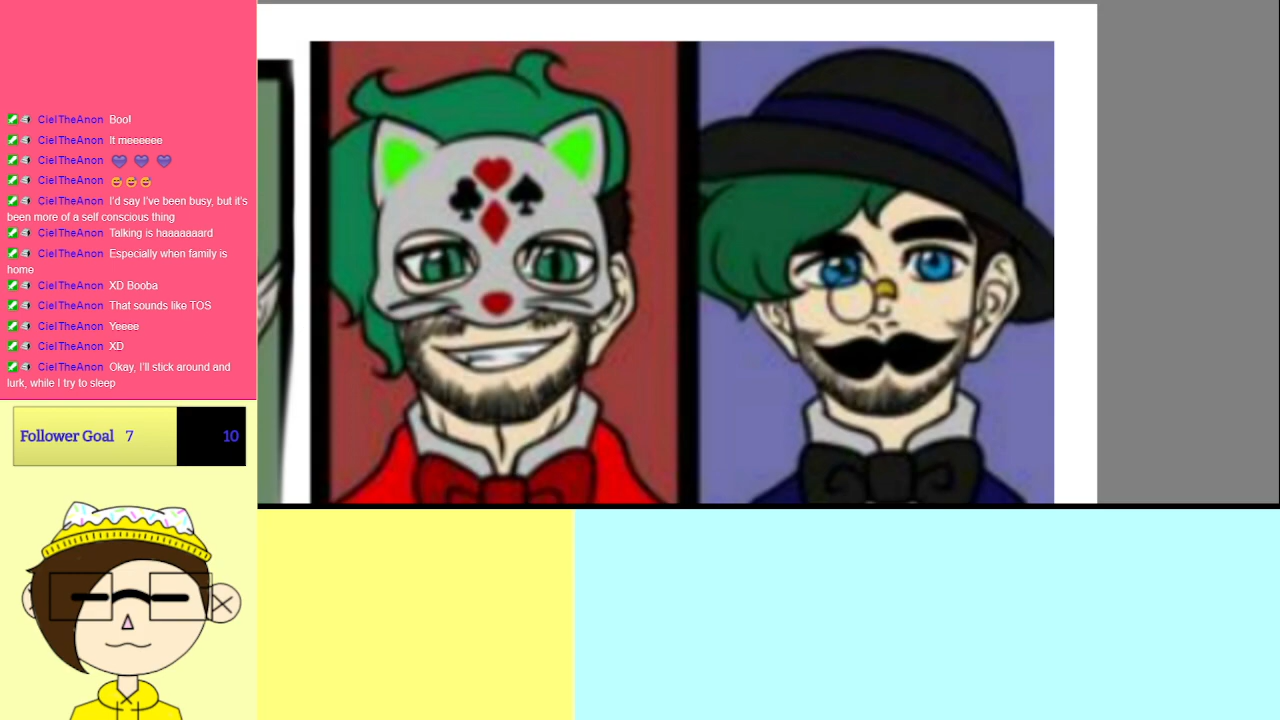 CielTheAnon Boo!
CielTheAnon It meeeeee
CielTheAnon
CielTheAnon
CielTheAnon I'd say I've been busy, but it's
been more of a self conscious thing
CielTheAnon Talking is haaaaaaard
CielTheAnon Especially when family is
home
CielTheAnon XD Booba
CielTheAnon That sounds like TOS
CielTheAnon Yeeee
CielTheAnon XD
CielTheAnon Okay, I'll stick around and
lurk, while I try to sleep
Follower Goal 7 10